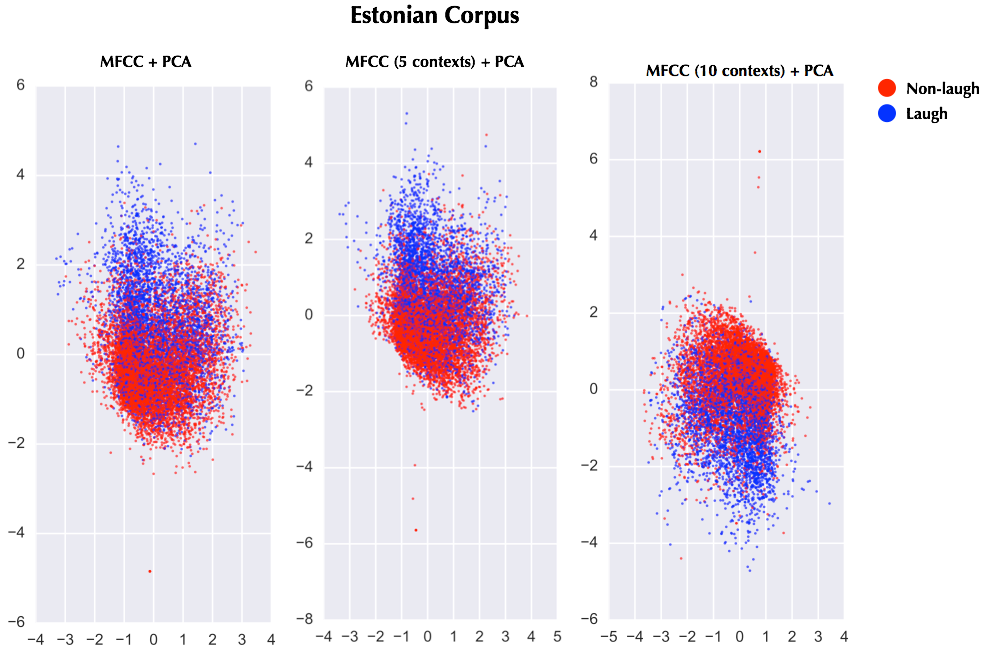 Estonian Corpus
MFCC + PCA
MFCC (5 contexts) + PCA
MFCC (10 contexts) + PCA
Non-laugh
Laugh
6
4
2
0
−2
−4
−6
−4 −3 −2 −1 0 1 2 3 4
6
4
2
0
−2
−4
−6
−8
−4 −3 −2 −1 0 1 2 3 4 5
8
6
4
2
0
−2
−4
−6
−5 −4 −3 −2 −1 0 1 2 3 4